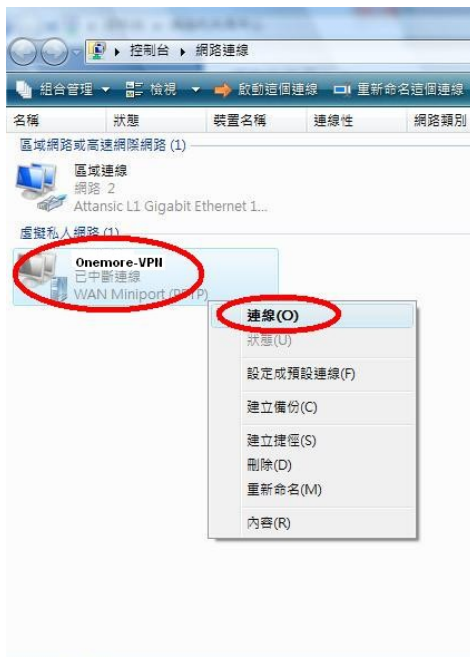 控制台 網路連線
組合管理 檢視 啟動這個連線 重新命名這個連線
名稱 狀態 裝置名稱 連線性 網路類別
區域網路或高速網際網路 (1)
區域連線
網路 2
Attansic L1 Gigabit Ethernet 1...
虛擬私人網路 (1)
Onemore-VPN
已中斷連線
WAN Miniport (PPTP)
連線(O)
狀態(U)
設定成預設連線(F)
建立備份(C)
建立捷徑(S)
刪除(D)
重新命名(M)
內容(R)